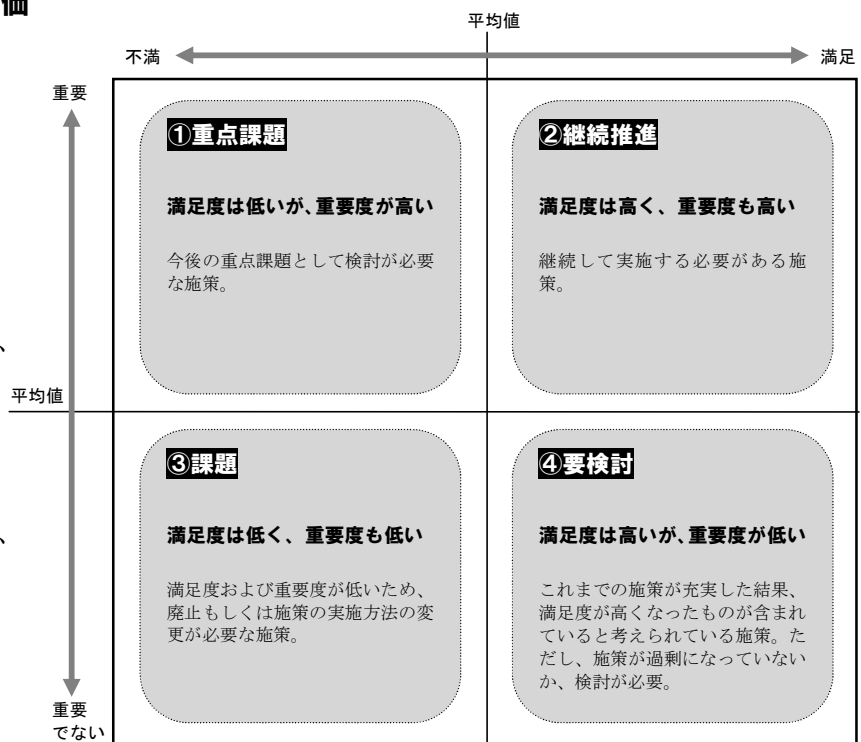 価
平均値
不満
満足
重要
①重点課題
満足度は低いが、重要度が高い
今後の重点課題として検討が必要
な施策。
②継続推進
満足度は高く、重要度も高い
継続して実施する必要がある施
策。
、
平均値
③課題
満足度は低く、重要度も低い
満足度および重要度が低いため、
廃止もしくは施策の実施方法の変
更が必要な施策。
④要検討
満足度は高いが、重要度が低い
これまでの施策が充実した結果、
満足度が高くなったものが含まれ
ていると考えられている施策。た
だし、施策が過剰になっていない
か、検討が必要。
、
重要
でない